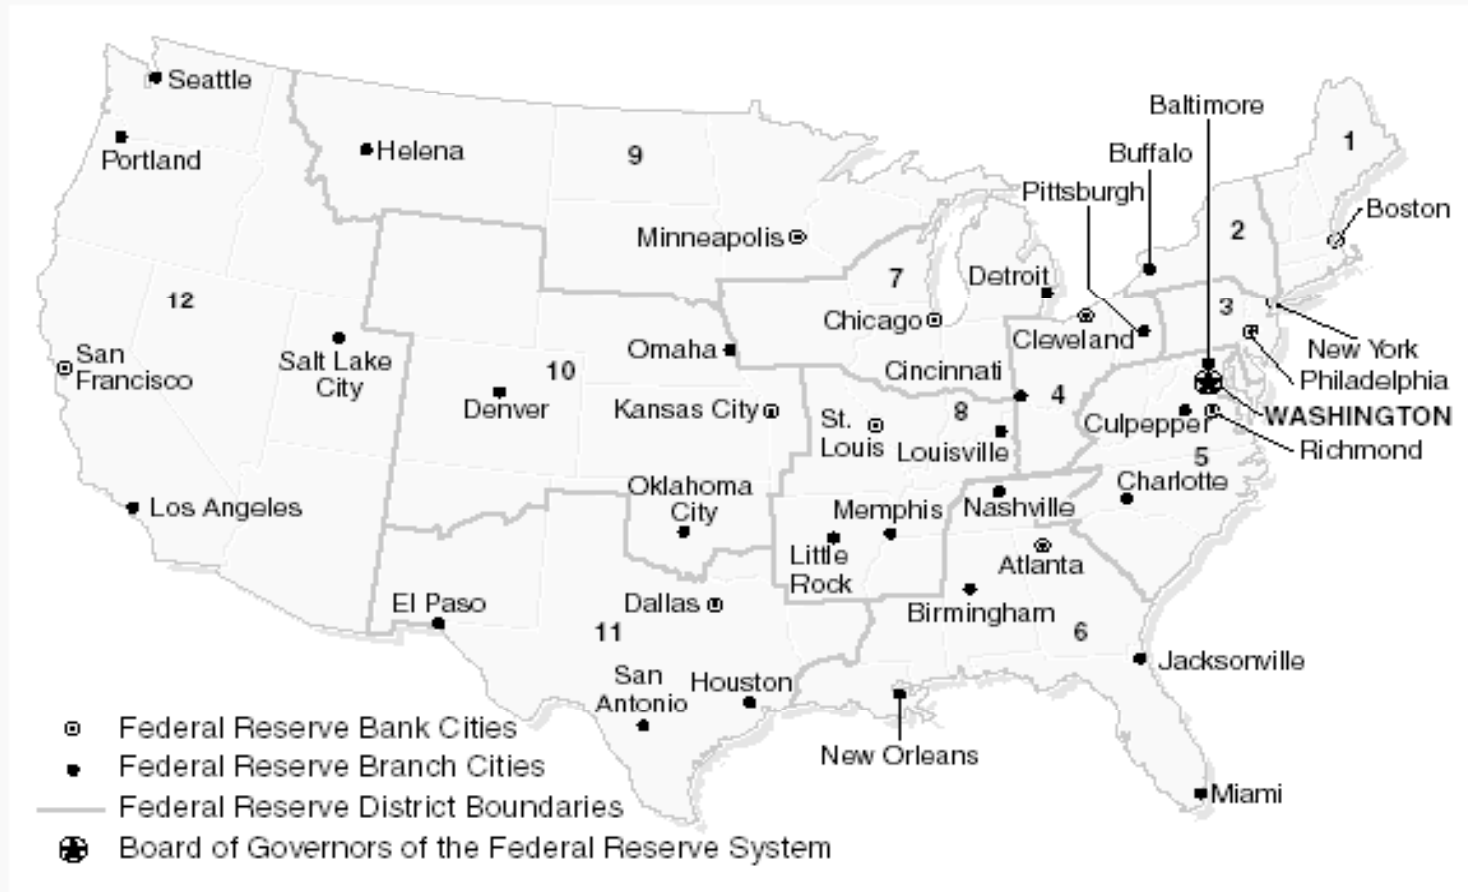 Seattle
Portland
Helena
9
Minneapolis
Baltimore
Buffalo
Pittsburgh
1
Boston
2
7
Detroit
12
Chicago
Cleveland
3
San
Francisco
Salt Lake
City
Omaha
10
Cincinnati
New York
Philadelphia
Denver
Kansas City
St.
Louis
8
Louisville
4
Culpepper
WASHINGTON
Richmond
5
Los Angeles
Oklahoma
City
Memphis
Nashville
Charlotte
Little
Rock
Atlanta
El Paso
Dallas
11
Birmingham
6
San
Antonio
Houston
Jacksonville
New Orleans
Miami
Federal Reserve Bank Cities
Federal Reserve Branch Cities
Federal Reserve District Boundaries
Board of Governors of the Federal Reserve System